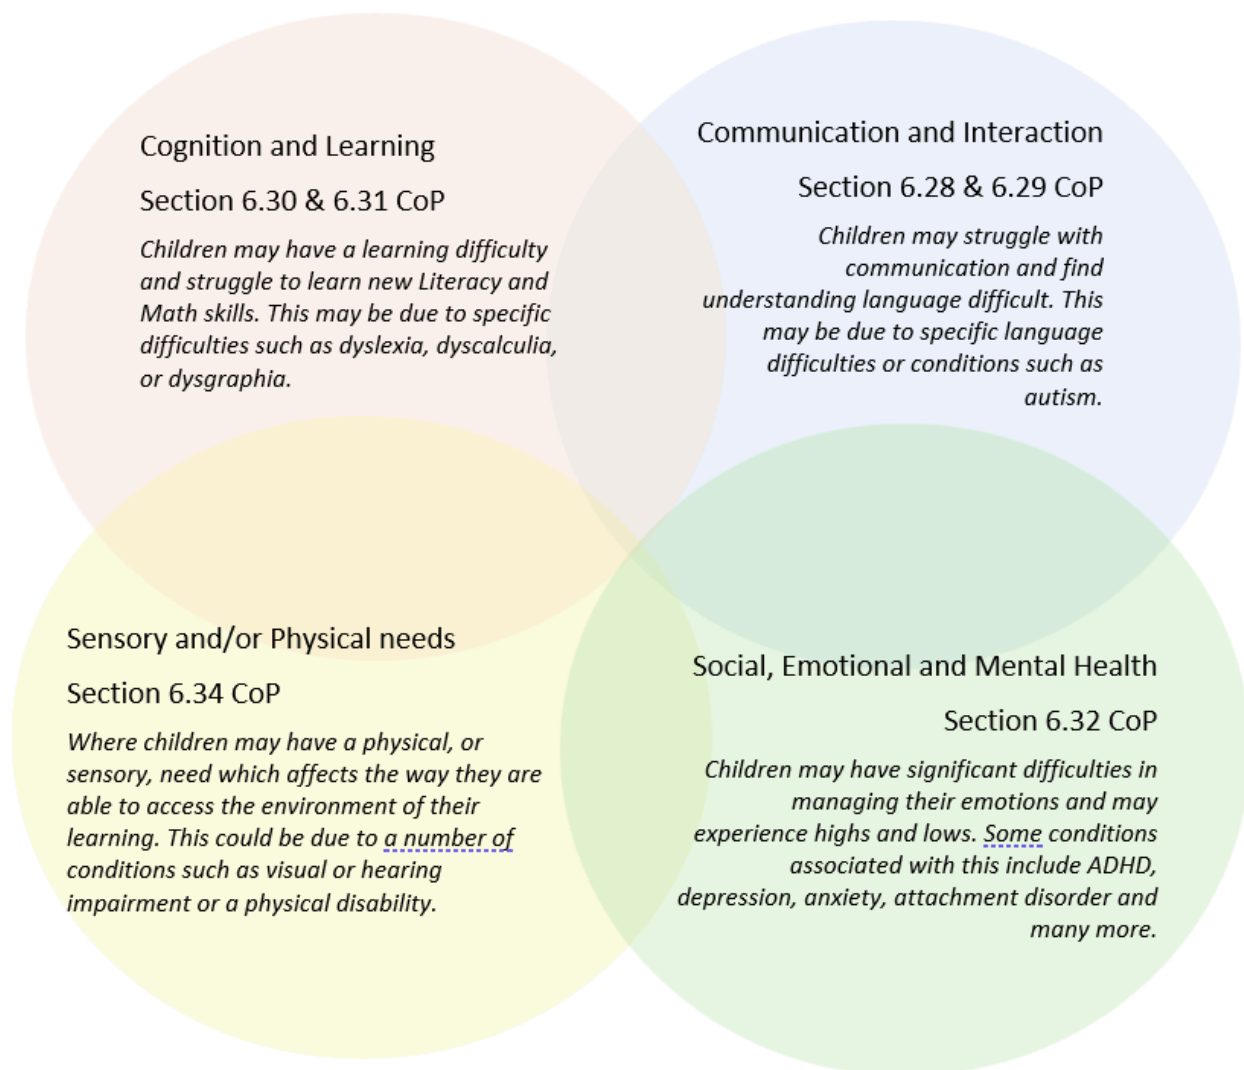 Cognition and Learning
Section 6.30 & 6.31 CoP
Children may have a learning difficulty
and struggle to learn new Literacy and
Math skills. This may be due to specific
difficulties such as dyslexia, dyscalculia,
or dysgraphia.
Communication and Interaction
Section 6.28 & 6.29 CoP
Children may struggle with
communication and find
understanding language difficult. This
may be due to specific language
difficulties or conditions such as
autism.
Sensory and/or Physical needs
Section 6.34 CoP
Where children may have a physical, or
sensory, need which affects the way they are
able to access the environment of their
learning. This could be due to a number of
conditions such as visual or hearing
impairment or a physical disability.
Social, Emotional and Mental Health
Section 6.32 CoP
Children may have significant difficulties in
managing their emotions and may
experience highs and lows. Some conditions
associated with this include ADHD,
depression, anxiety, attachment disorder and
many more.